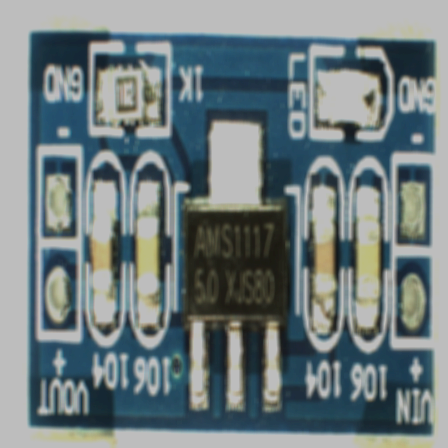 GND 1K LED GND
- -
AMS1117
5.0 XJS80
+ 104 106 104 106 +
VOUT VIN